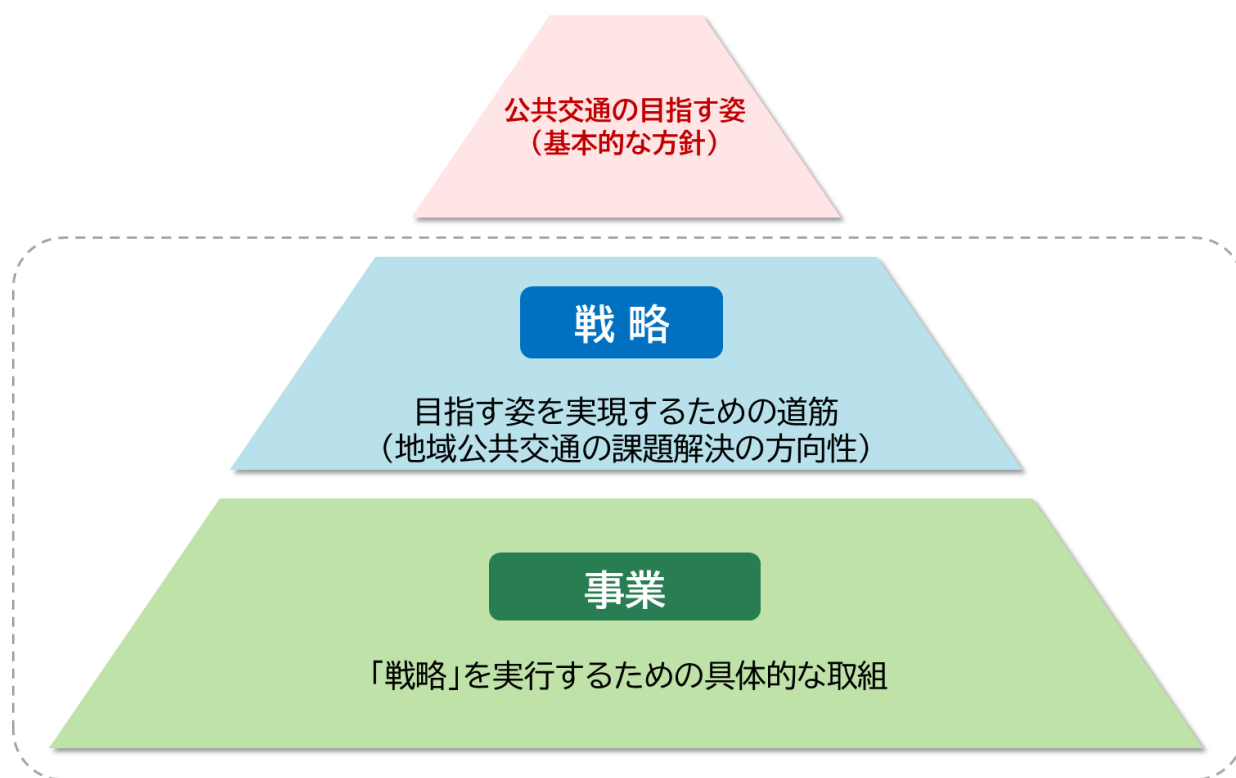 公共交通の目指す姿
（基本的な方針）
戦 略
目指す姿を実現するための道筋
（地域公共交通の課題解決の方向性）
事業
「戦略」を実行するための具体的な取組